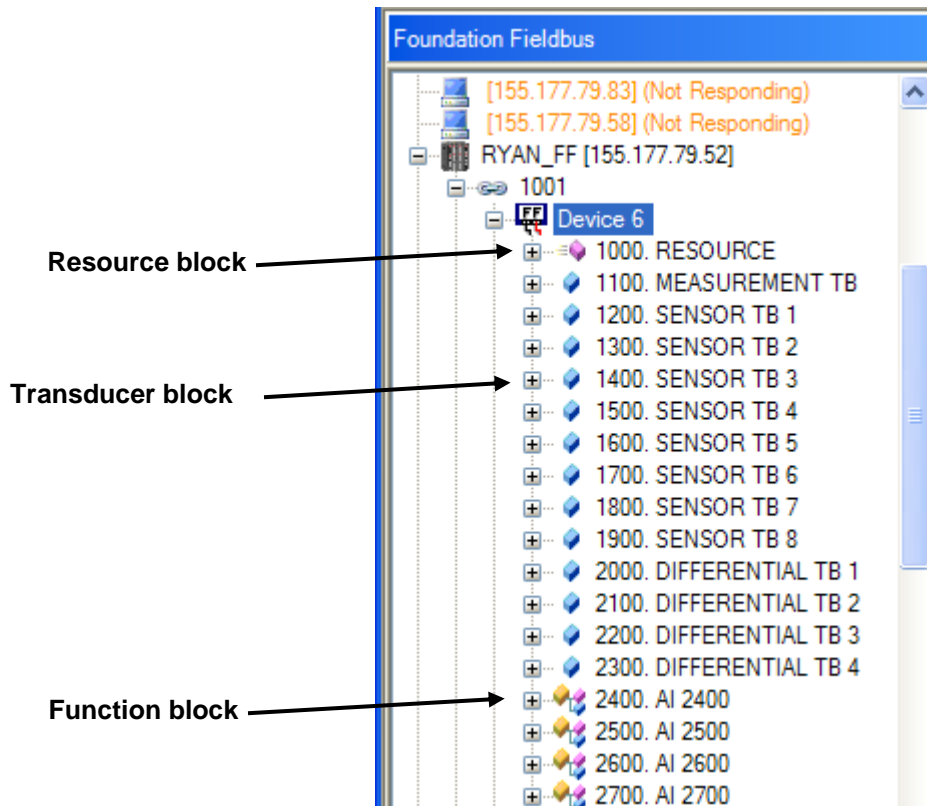 Foundation Fieldbus
[155.177.79.83] (Not Responding)
[155.177.79.58] (Not Responding)
RYAN_FF [155.177.79.52]
1001
FF Device 6
Resource block
1000. RESOURCE
1100. MEASUREMENT TB
1200. SENSOR TB 1
1300. SENSOR TB 2
Transducer block
1400. SENSOR TB 3
1500. SENSOR TB 4
1600. SENSOR TB 5
1700. SENSOR TB 6
1800. SENSOR TB 7
1900. SENSOR TB 8
2000. DIFFERENTIAL TB 1
2100. DIFFERENTIAL TB 2
2200. DIFFERENTIAL TB 3
2300. DIFFERENTIAL TB 4
Function block
2400. AI 2400
2500. AI 2500
2600. AI 2600
2700. AI 2700